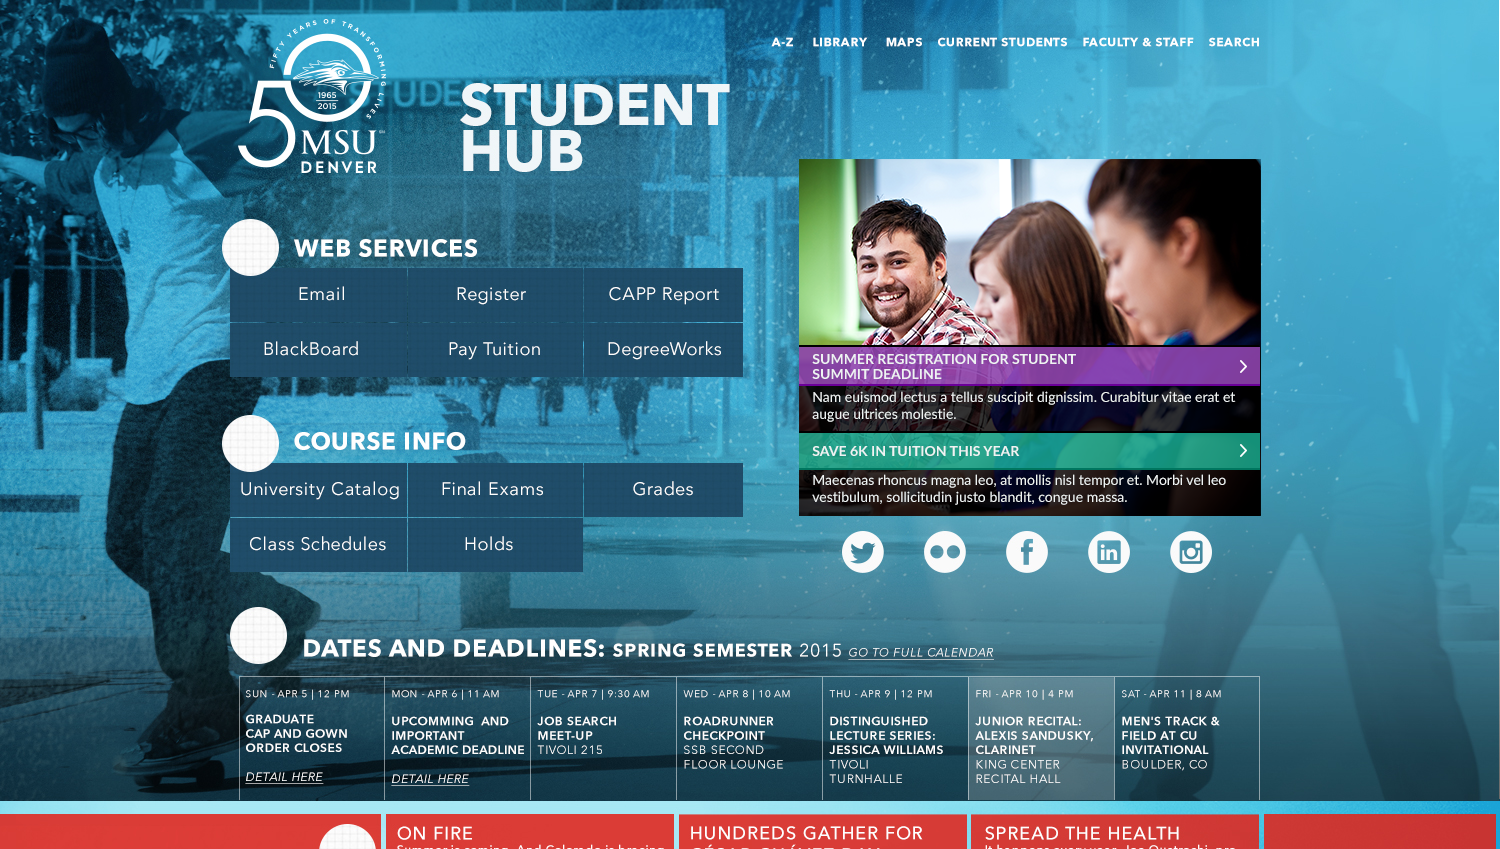 FIFTY YEARS OF TRANSFORMING LIVES
1965
2015
50
MSU
DENVER
A-Z LIBRARY MAPS CURRENT STUDENTS FACULTY & STAFF SEARCH
STUDENT
HUB
WEB SERVICES
Email Register CAPP Report
BlackBoard Pay Tuition DegreeWorks
COURSE INFO
University Catalog Final Exams Grades
Class Schedules Holds
SUMMER REGISTRATION FOR STUDENT
SUMMIT DEADLINE
Nam euismod lectus a tellus suscipit dignissim. Curabitur vitae erat et
augue ultrices molestie.
SAVE 6K IN TUITION THIS YEAR
Maecenas rhoncus magna leo, at mollis nisl tempor et. Morbi vel leo
vestibulum, sollicitudin justo blandit, congue massa.
DATES AND DEADLINES: SPRING SEMESTER 2015 GO TO FULL CALENDAR
SUN - APR 5 | 12 PM
GRADUATE
CAP AND GOWN
ORDER CLOSES
DETAIL HERE
MON - APR 6 | 11 AM
UPCOMMING AND
IMPORTANT
ACADEMIC DEADLINE
DETAIL HERE
TUE - APR 7 | 9:30 AM
JOB SEARCH
MEET-UP
TIVOLI 215
WED - APR 8 | 10 AM
ROADRUNNER
CHECKPOINT
SSB SECOND
FLOOR LOUNGE
THU - APR 9 | 12 PM
DISTINGUISHED
LECTURE SERIES:
JESSICA WILLIAMS
TIVOLI
TURNHALLE
FRI - APR 10 | 4 PM
JUNIOR RECITAL:
ALEXIS SANDUSKY,
CLARINET
KING CENTER
RECITAL HALL
SAT - APR 11 | 8 AM
MEN'S TRACK &
FIELD AT CU
INVITATIONAL
BOULDER, CO
ON FIRE
HUNDREDS GATHER FOR
SPREAD THE HEALTH